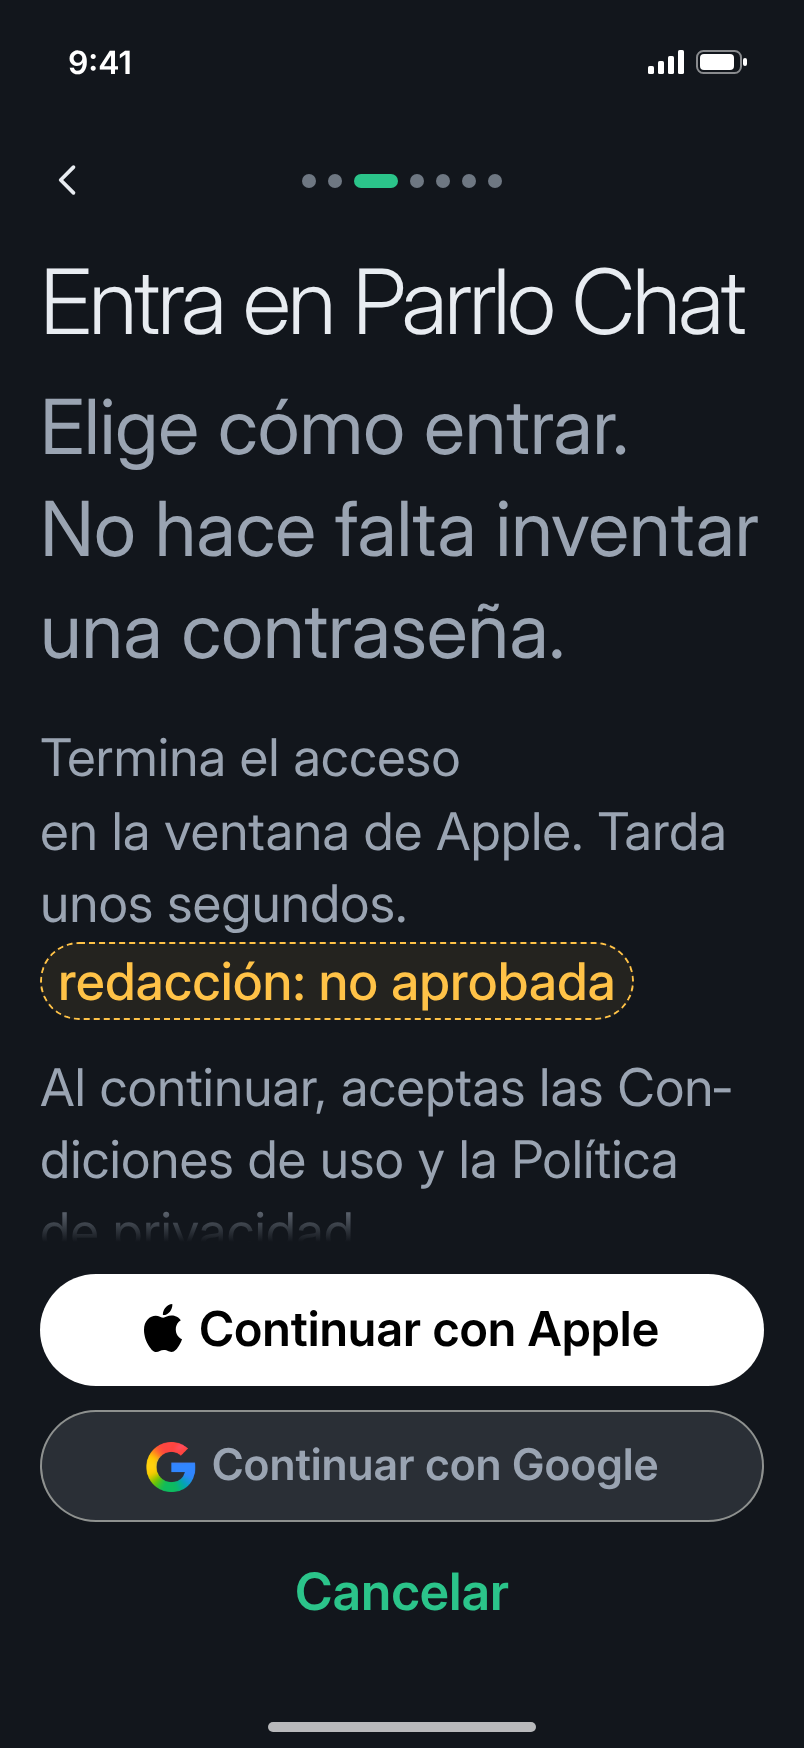 9:41
Entra en Parrlo Chat
Elige cómo entrar.
No hace falta inventar
una contraseña.
Termina el acceso
en la ventana de Apple. Tarda
unos segundos.
redacción: no aprobada
Al continuar, aceptas las Con-
diciones de uso y la Política
de privacidad
Continuar con Apple
Continuar con Google
Cancelar